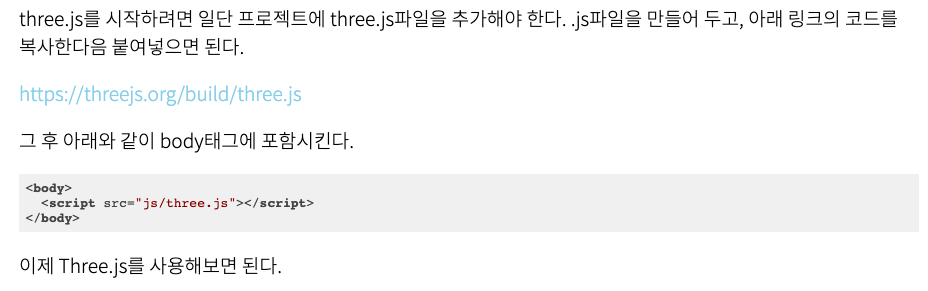 three.js를 시작하려면 일단 프로젝트에 three.js파일을 추가해야 한다. .js파일을 만들어 두고, 아래 링크의 코드를
복사한다음 붙여넣으면 된다.
https://threejs.org/build/three.js
그 후 아래와 같이 body태그에 포함시킨다.
<body>
  <script src="js/three.js"></script>
</body>
이제 Three.js를 사용해보면 된다.